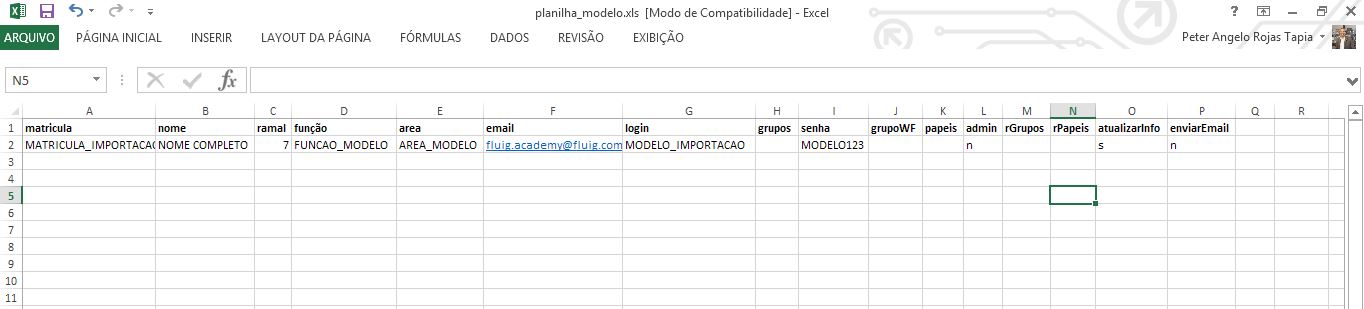 planilha_modelo.xls [Modo de Compatibilidade] - Excel
ARQUIVO PÁGINA INICIAL INSERIR LAYOUT DA PÁGINA FÓRMULAS DADOS REVISÃO EXIBIÇÃO Peter Angelo Rojas Tapia
N5 fx
A B C D E F G H I J K L M N O P Q R
1 matricula nome ramal função area email login grupos senha grupoWF papeis admin rGrupos rPapeis atualizarInfo enviarEmail
2 MATRICULA_IMPORTACAO NOME COMPLETO 7 FUNCAO_MODELO AREA_MODELO fluig.academy@fluig.com MODELO_IMPORTACAO MODELO123 n s n
3
4
5
6
7
8
9
10
11